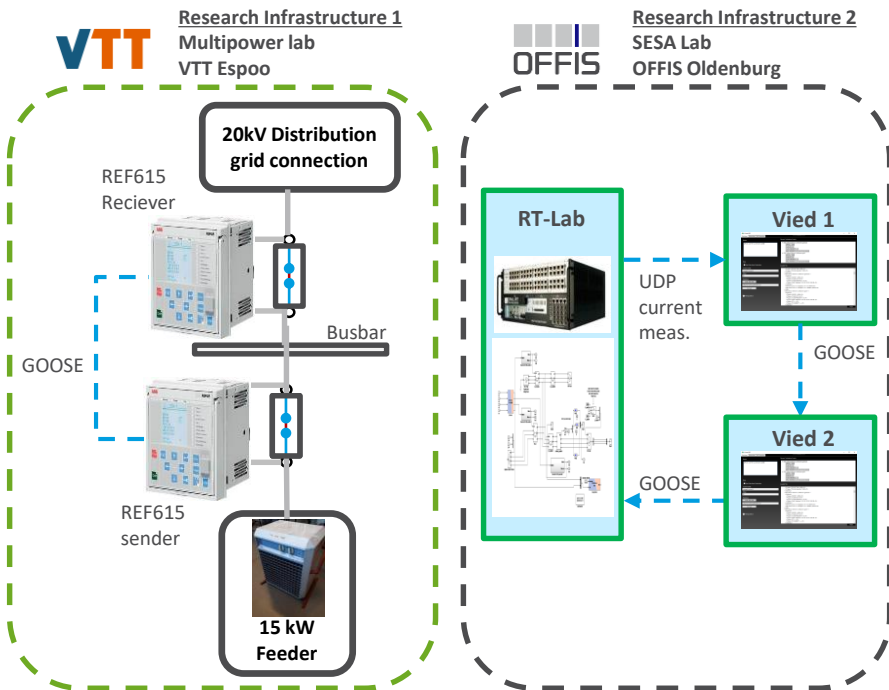 VTT
Research Infrastructure 1
Multipower lab
VTT Espoo
20kV Distribution
grid connection
REF615
Reciever
Busbar
GOOSE
REF615
sender
15 kW
Feeder
OFFIS
Research Infrastructure 2
SESA Lab
OFFIS Oldenburg
RT-Lab
Vied 1
UDP
current
meas.
GOOSE
Vied 2
GOOSE